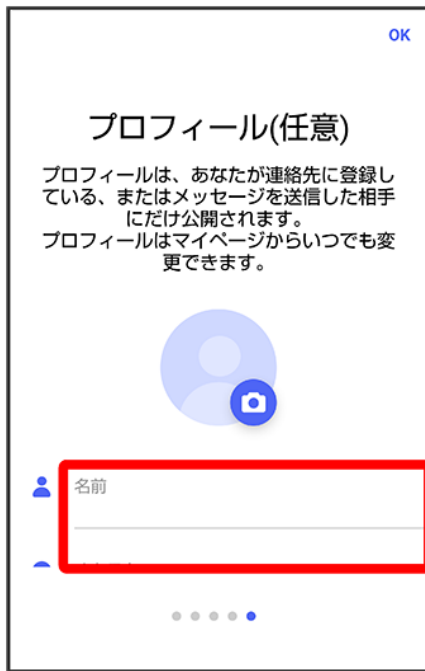 OK
プロフィール(任意)
プロフィールは、あなたが連絡先に登録し
ている、またはメッセージを送信した相手
にだけ公開されます。
プロフィールはマイページからいつでも変
更できます。
名前